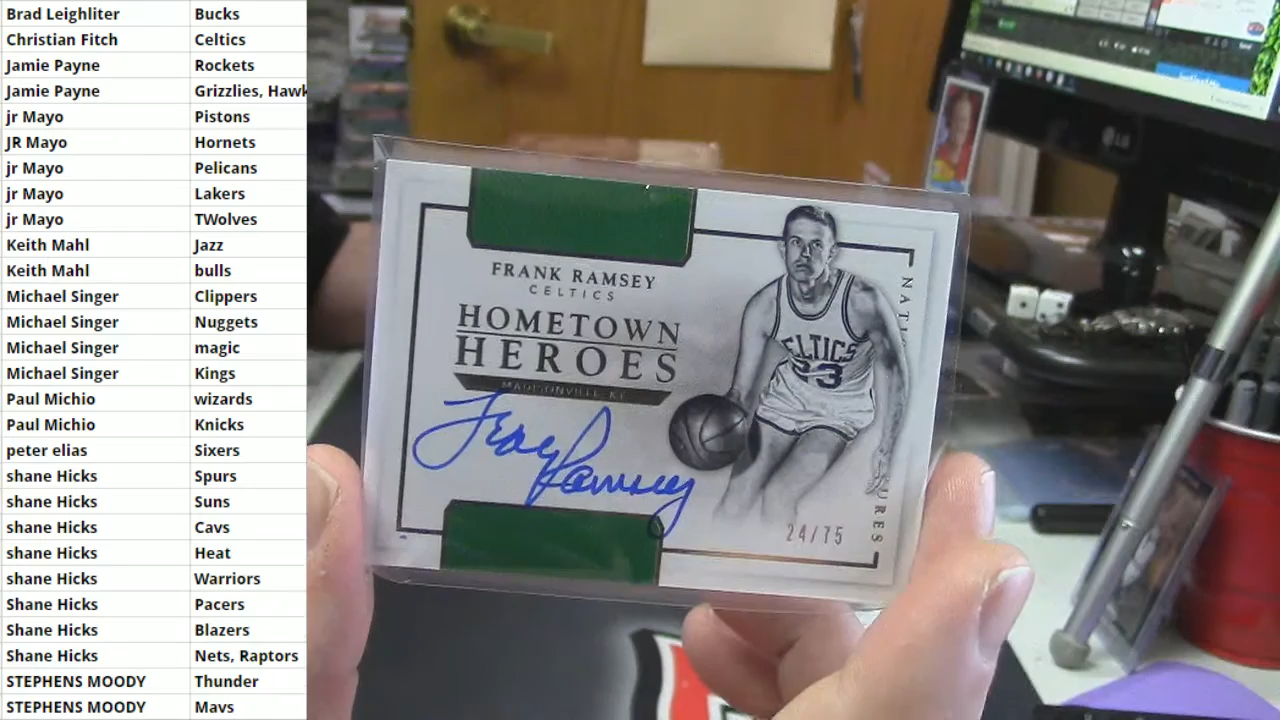 Brad Leighliter Bucks
Christian Fitch Celtics
Jamie Payne Rockets
Jamie Payne Grizzlies, Hawk
jr Mayo Pistons
JR Mayo Hornets
jr Mayo Pelicans
jr Mayo Lakers
jr Mayo TWolves
Keith Mahl Jazz
Keith Mahl bulls
Michael Singer Clippers
Michael Singer Nuggets
Michael Singer magic
Michael Singer Kings
Paul Michio wizards
Paul Michio Knicks
peter elias Sixers
shane Hicks Spurs
shane Hicks Suns
shane Hicks Cavs
shane Hicks Heat
shane Hicks Warriors
Shane Hicks Pacers
Shane Hicks Blazers
Shane Hicks Nets, Raptors
STEPHENS MOODY Thunder
STEPHENS MOODY Mavs
FRANK RAMSEY
CELTICS
HOMETOWN
HEROES
MADISONVILLE, KY
Frank Ramsey
CELTICS
23
24/75
LG